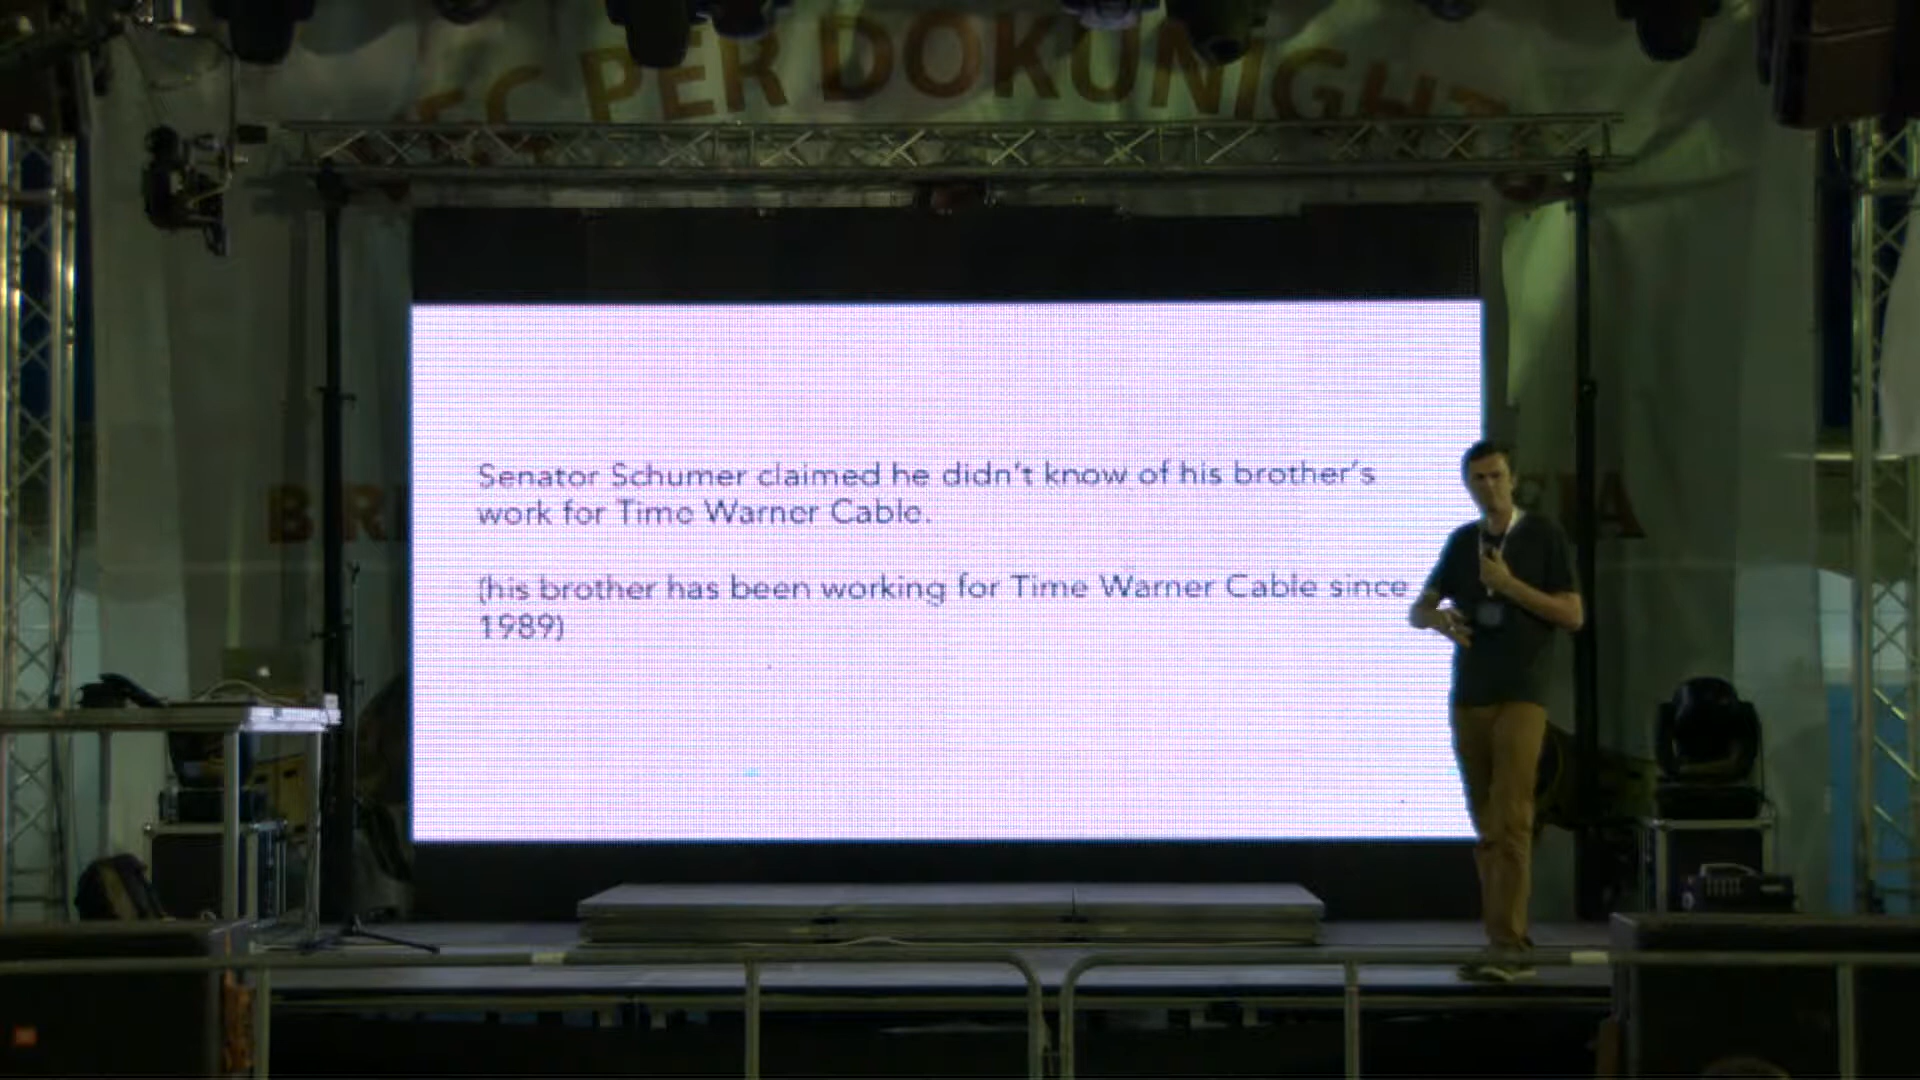 PER DOKUNIGHT
Senator Schumer claimed he didn't know of his brother's
work for Time Warner Cable.
(his brother has been working for Time Warner Cable since
1989)